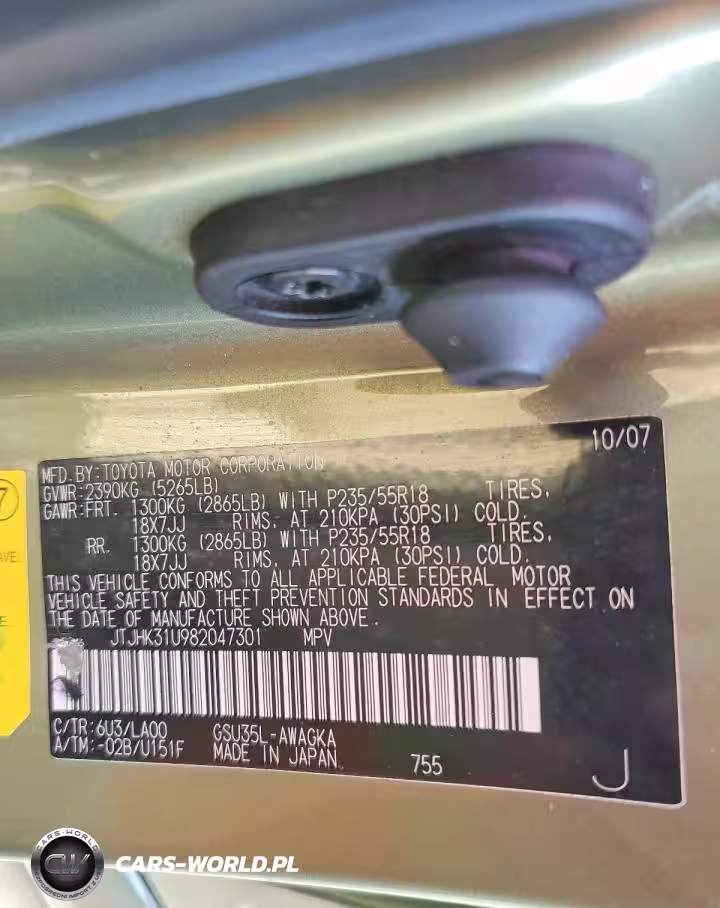 10/07
MFD. BY: TOYOTA MOTOR CORPORATION
GVWR: 2390KG (5265LB)
GAWR: FRT. 1300KG (2865LB) WITH P235/55R18 TIRES,
18X7JJ RIMS, AT 210KPA (30PSI) COLD.
RR. 1300KG (2865LB) WITH P235/55R18 TIRES,
18X7JJ RIMS, AT 210KPA (30PSI) COLD.
THIS VEHICLE CONFORMS TO ALL APPLICABLE FEDERAL MOTOR
VEHICLE SAFETY AND THEFT PREVENTION STANDARDS IN EFFECT ON
THE DATE OF MANUFACTURE SHOWN ABOVE.
JTJHK31U982047301 MPV
C/TR: 6U3/LA00 GSU35L-AWAGKA
A/TM: -02B/U151F MADE IN JAPAN 755
J
7
CARS-WORLD
CW
CARS-WORLD.PL